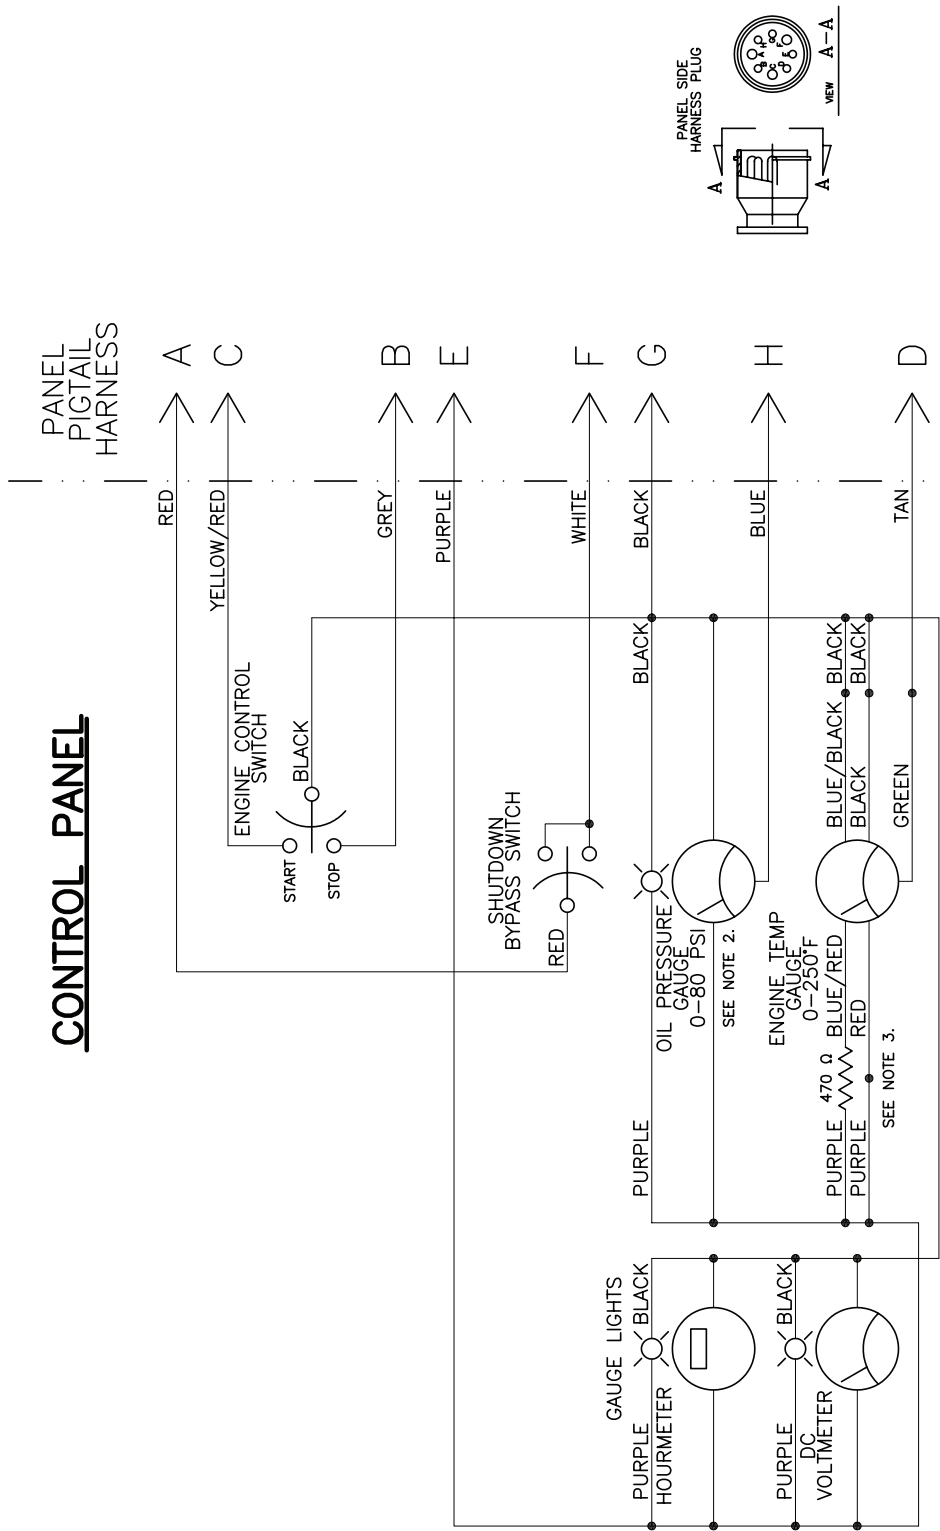 CONTROL PANEL
PANEL
PIGTAIL
HARNESS
RED
A
YELLOW/RED
C
ENGINE CONTROL
SWITCH
START
STOP
BLACK
GREY
B
PURPLE
E
SHUTDOWN
BYPASS SWITCH
RED
WHITE
F
BLACK
G
BLACK
OIL PRESSURE
GAUGE
0-80 PSI
SEE NOTE 2.
PURPLE
BLUE
H
ENGINE TEMP
GAUGE
0-250°F
BLUE/RED
RED
470 Ω
PURPLE
PURPLE
SEE NOTE 3.
BLUE/BLACK
BLACK
BLACK
BLACK
GREEN
TAN
D
GAUGE LIGHTS
PURPLE
BLACK
HOURMETER
PURPLE
BLACK
DC
VOLTMETER
PANEL SIDE
HARNESS PLUG
A
A
VIEW A-A
A
B
C
D
E
F
G
H